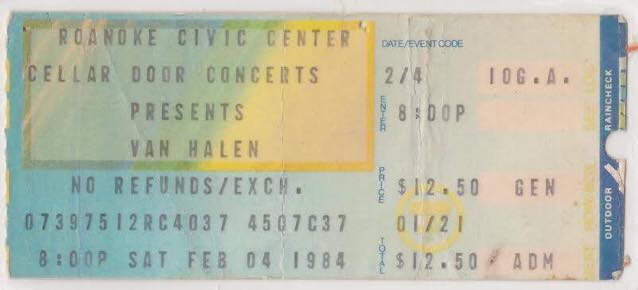 ROANOKE CIVIC CENTER
CELLAR DOOR CONCERTS
PRESENTS
VAN HALEN
NO REFUNDS/EXCH.
07397512RC4037 4507C37
8:00P SAT FEB 04 1984
DATE/EVENT CODE
2/4 10G.A.
ENTER
8:00P
PRICE
$12.50 GEN
01/21
TOTAL
$12.50 ADM
OUTDOOR RAINCHECK